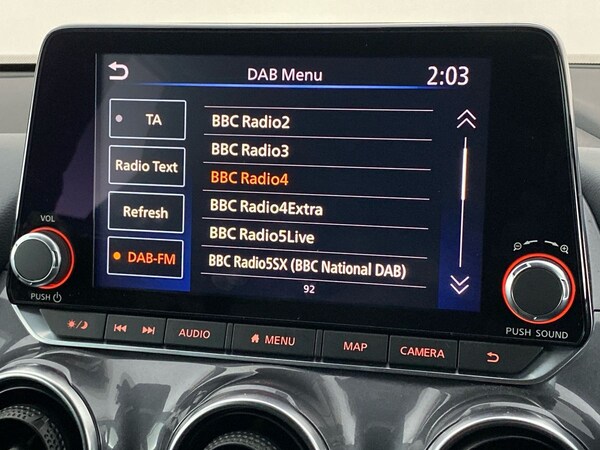 DAB Menu 2:03
TA
Radio Text
Refresh
DAB-FM
BBC Radio2
BBC Radio3
BBC Radio4
BBC Radio4Extra
BBC Radio5Live
BBC Radio5SX (BBC National DAB)
92
VOL
PUSH
PUSH SOUND
AUDIO
MENU
MAP
CAMERA